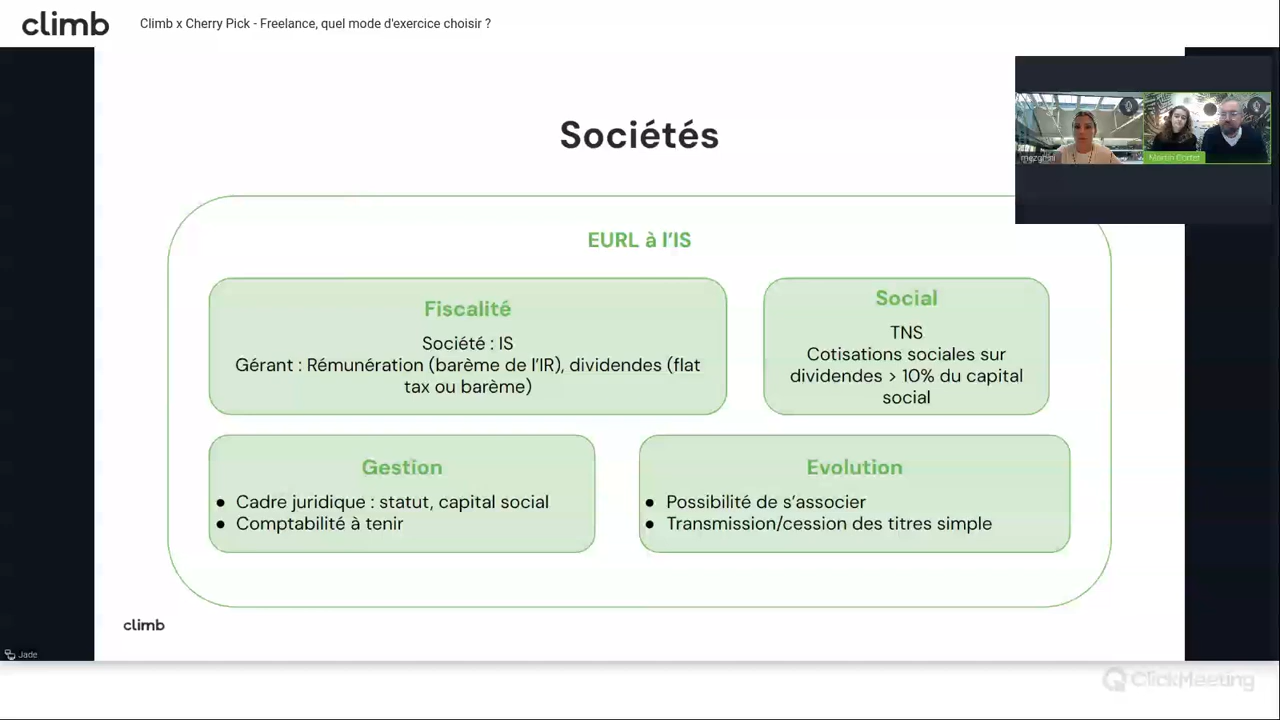 climb
Climb x Cherry Pick - Freelance, quel mode d'exercice choisir ?
Sociétés
Martin Cortet
EURL à l'IS
Fiscalité
Société : IS
Gérant : Rémunération (barème de l'IR), dividendes (flat
tax ou barème)
Social
TNS
Cotisations sociales sur
dividendes > 10% du capital
social
Gestion
● Cadre juridique : statut, capital social
● Comptabilité à tenir
Evolution
● Possibilité de s'associer
● Transmission/cession des titres simple
climb
Jade
ClickMeeting